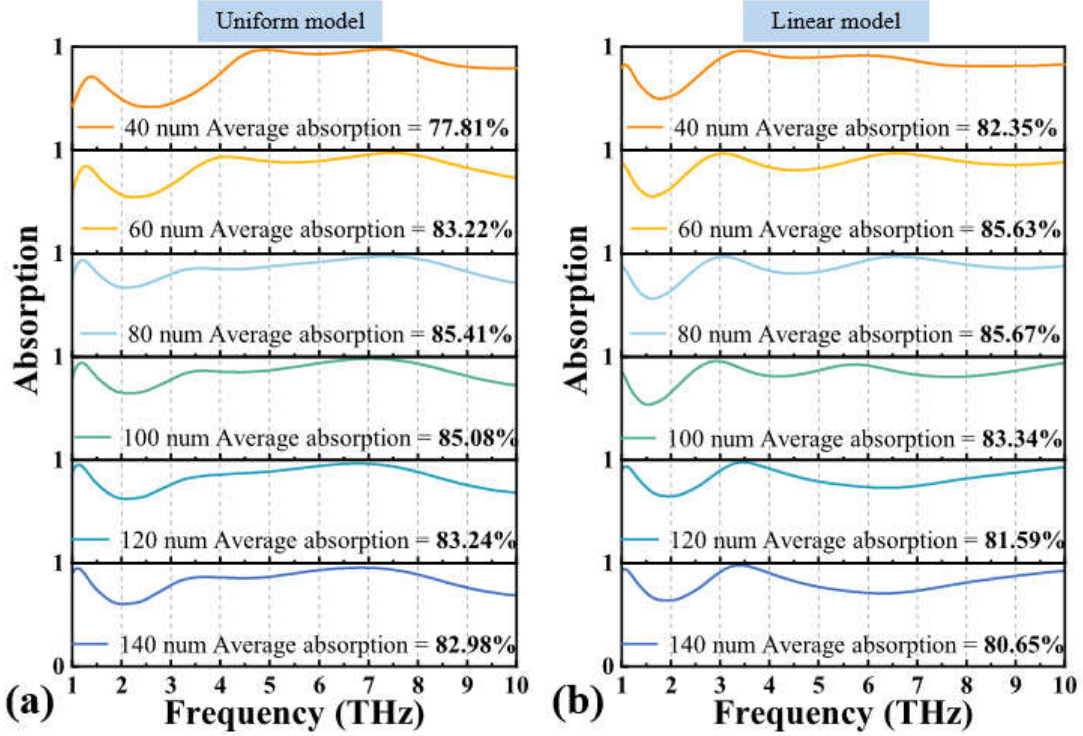 Uniform model
1
40 num Average absorption = 77.81%
1
60 num Average absorption = 83.22%
1
80 num Average absorption = 85.41%
1
100 num Average absorption = 85.08%
1
120 num Average absorption = 83.24%
1
140 num Average absorption = 82.98%
0
1 2 3 4 5 6 7 8 9 10
Absorption
Frequency (THz)
(a)
Linear model
1
40 num Average absorption = 82.35%
1
60 num Average absorption = 85.63%
1
80 num Average absorption = 85.67%
1
100 num Average absorption = 83.34%
1
120 num Average absorption = 81.59%
1
140 num Average absorption = 80.65%
0
1 2 3 4 5 6 7 8 9 10
Absorption
Frequency (THz)
(b)